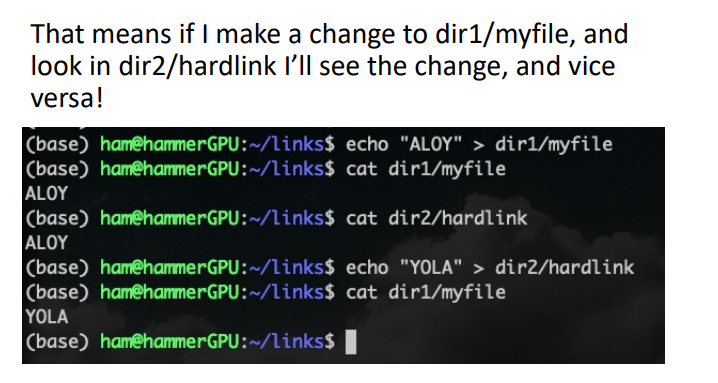 That means if I make a change to dir1/myfile, and
look in dir2/hardlink I’ll see the change, and vice
versa!
(base) ham@hammerGPU:~/links$ echo "ALOY" > dir1/myfile
(base) ham@hammerGPU:~/links$ cat dir1/myfile
ALOY
(base) ham@hammerGPU:~/links$ cat dir2/hardlink
ALOY
(base) ham@hammerGPU:~/links$ echo "YOLA" > dir2/hardlink
(base) ham@hammerGPU:~/links$ cat dir1/myfile
YOLA
(base) ham@hammerGPU:~/links$